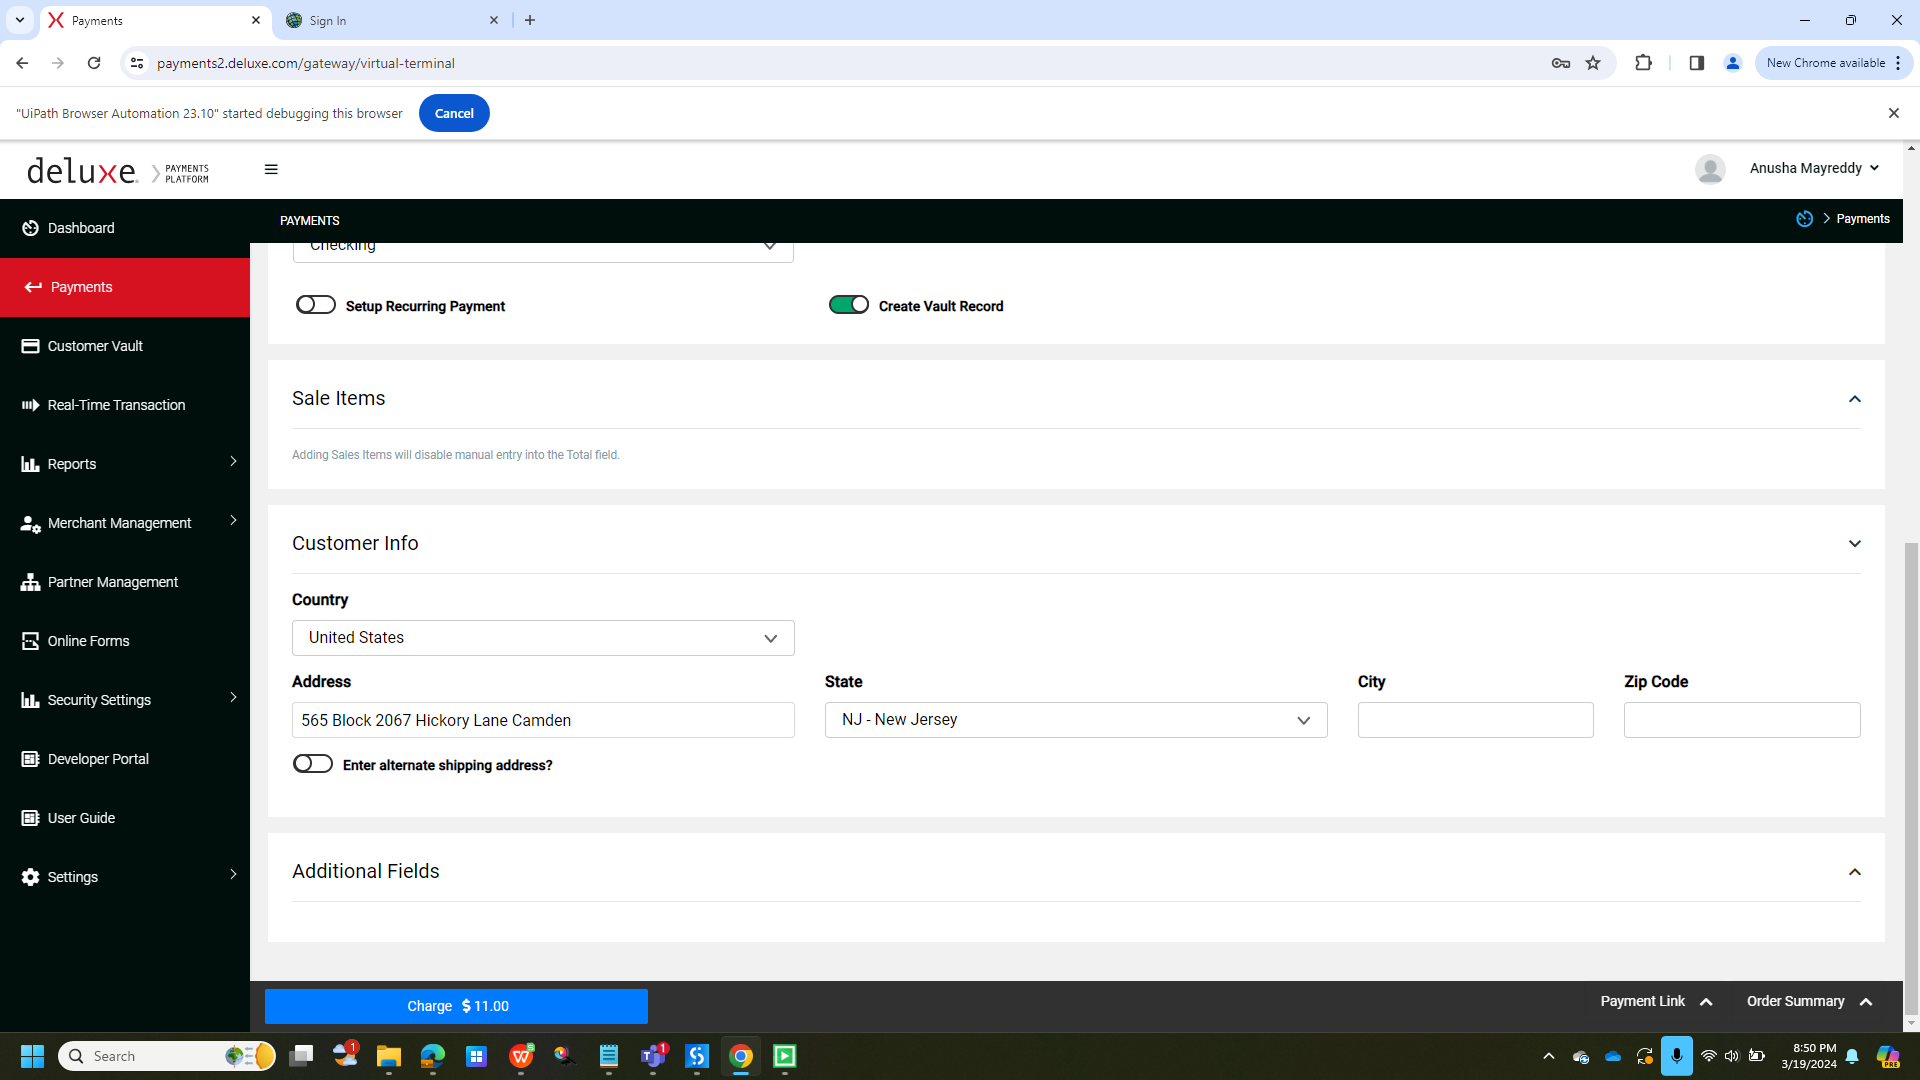 Payments
Sign In
payments2.deluxe.com/gateway/virtual-terminal
New Chrome available
"UiPath Browser Automation 23.10" started debugging this browser
Cancel
deluxe.
PAYMENTS
PLATFORM
Anusha Mayreddy
Dashboard
PAYMENTS
Payments
Payments
Customer Vault
Real-Time Transaction
Reports
Merchant Management
Partner Management
Online Forms
Security Settings
Developer Portal
User Guide
Settings
Checking
Setup Recurring Payment
Create Vault Record
Sale Items
Adding Sales Items will disable manual entry into the Total field.
Customer Info
Country
United States
Address
State
City
Zip Code
565 Block 2067 Hickory Lane Camden
NJ - New Jersey
Enter alternate shipping address?
Additional Fields
Charge $ 11.00
Payment Link
Order Summary
Search
1
1
8:50 PM
3/19/2024
PRE